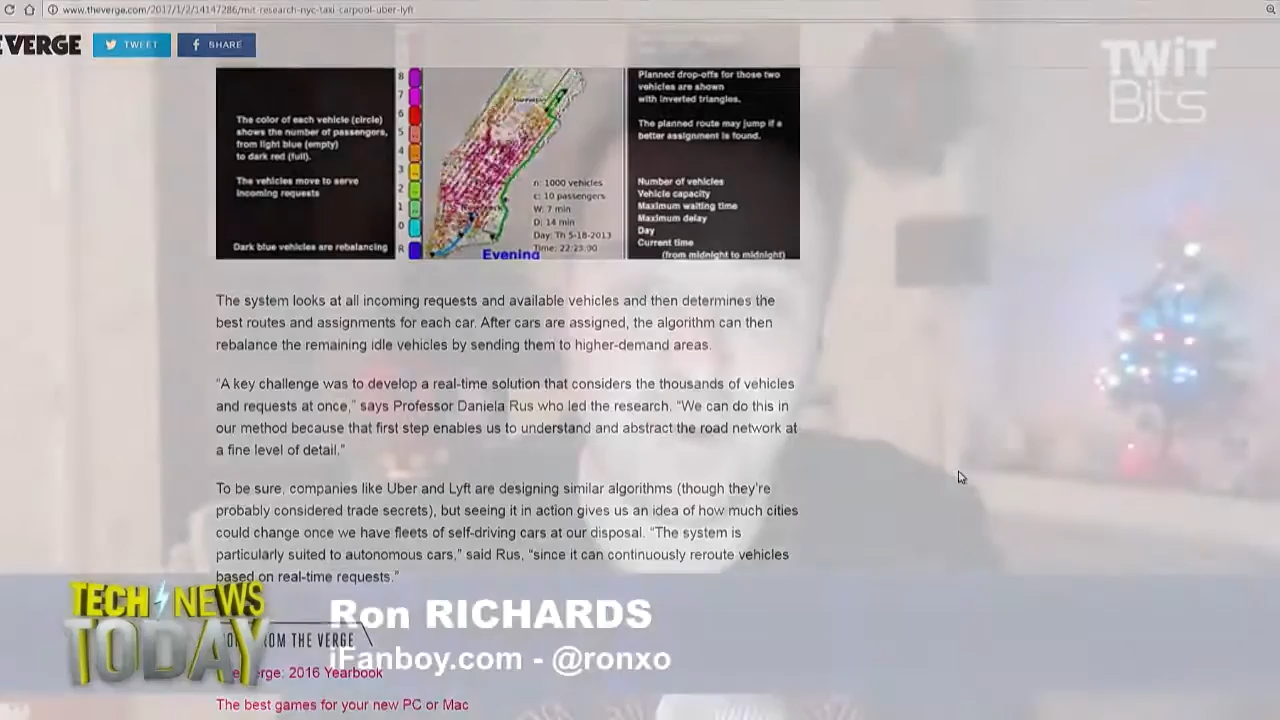 www.theverge.com/2017/1/2/14147286/mit-research-nyc-taxi-carpool-uber-lyft
VERGE
TWEET
SHARE
TWiT
Bits
The color of each vehicle (circle)
shows the number of passengers,
from light blue (empty)
to dark red (full).
The vehicles move to serve
incoming requests
Dark blue vehicles are rebalancing
8
7
6
5
4
3
2
1
0
R
n: 1000 vehicles
c: 10 passengers
W: 7 min
D: 14 min
Day: Th 5-18-2013
Time: 22:23:30
Evening
Planned drop-offs for those two
vehicles are shown
with inverted triangles.
The planned route may jump if a
better assignment is found.
Number of vehicles
Vehicle capacity
Maximum waiting time
Maximum delay
Day
Current time
(from midnight to midnight)
The system looks at all incoming requests and available vehicles and then determines the
best routes and assignments for each car. After cars are assigned, the algorithm can then
rebalance the remaining idle vehicles by sending them to higher-demand areas.
“A key challenge was to develop a real-time solution that considers the thousands of vehicles
and requests at once,” says Professor Daniela Rus who led the research. “We can do this in
our method because that first step enables us to understand and abstract the road network at
a fine level of detail.”
To be sure, companies like Uber and Lyft are designing similar algorithms (though they're
probably considered trade secrets), but seeing it in action gives us an idea of how much cities
could change once we have fleets of self-driving cars at our disposal. “The system is
particularly suited to autonomous cars,” said Rus, “since it can continuously reroute vehicles
based on real-time requests.”
TECH NEWS
TODAY
Ron RICHARDS
iFanboy.com - @ronxo
FROM THE VERGE
Verge: 2016 Yearbook
The best games for your new PC or Mac